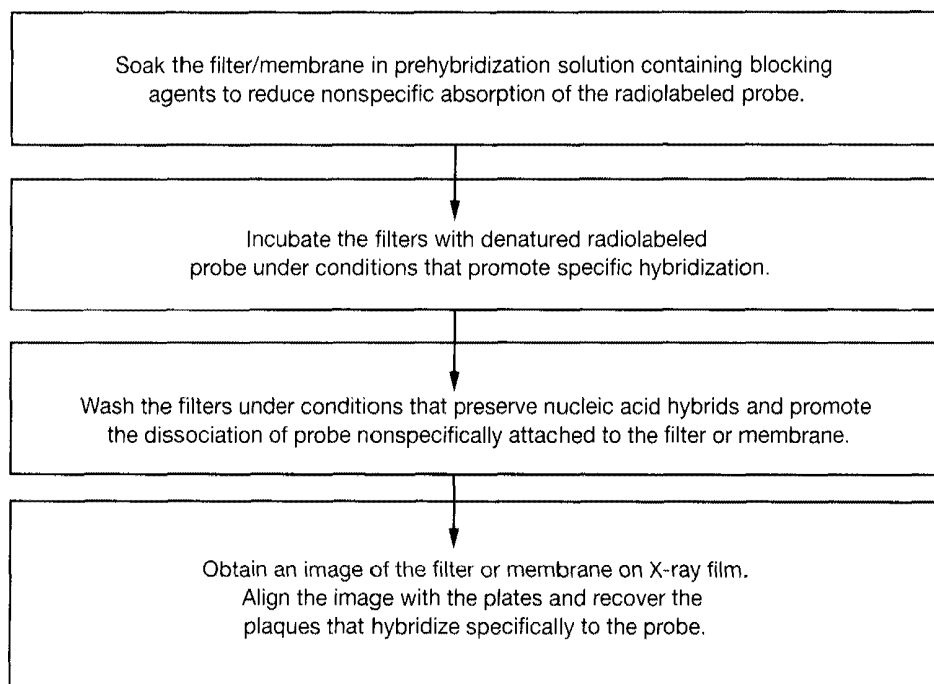 Soak the filter/membrane in prehybridization solution containing blocking
agents to reduce nonspecific absorption of the radiolabeled probe.
Incubate the filters with denatured radiolabeled
probe under conditions that promote specific hybridization.
Wash the filters under conditions that preserve nucleic acid hybrids and promote
the dissociation of probe nonspecifically attached to the filter or membrane.
Obtain an image of the filter or membrane on X-ray film.
Align the image with the plates and recover the
plaques that hybridize specifically to the probe.